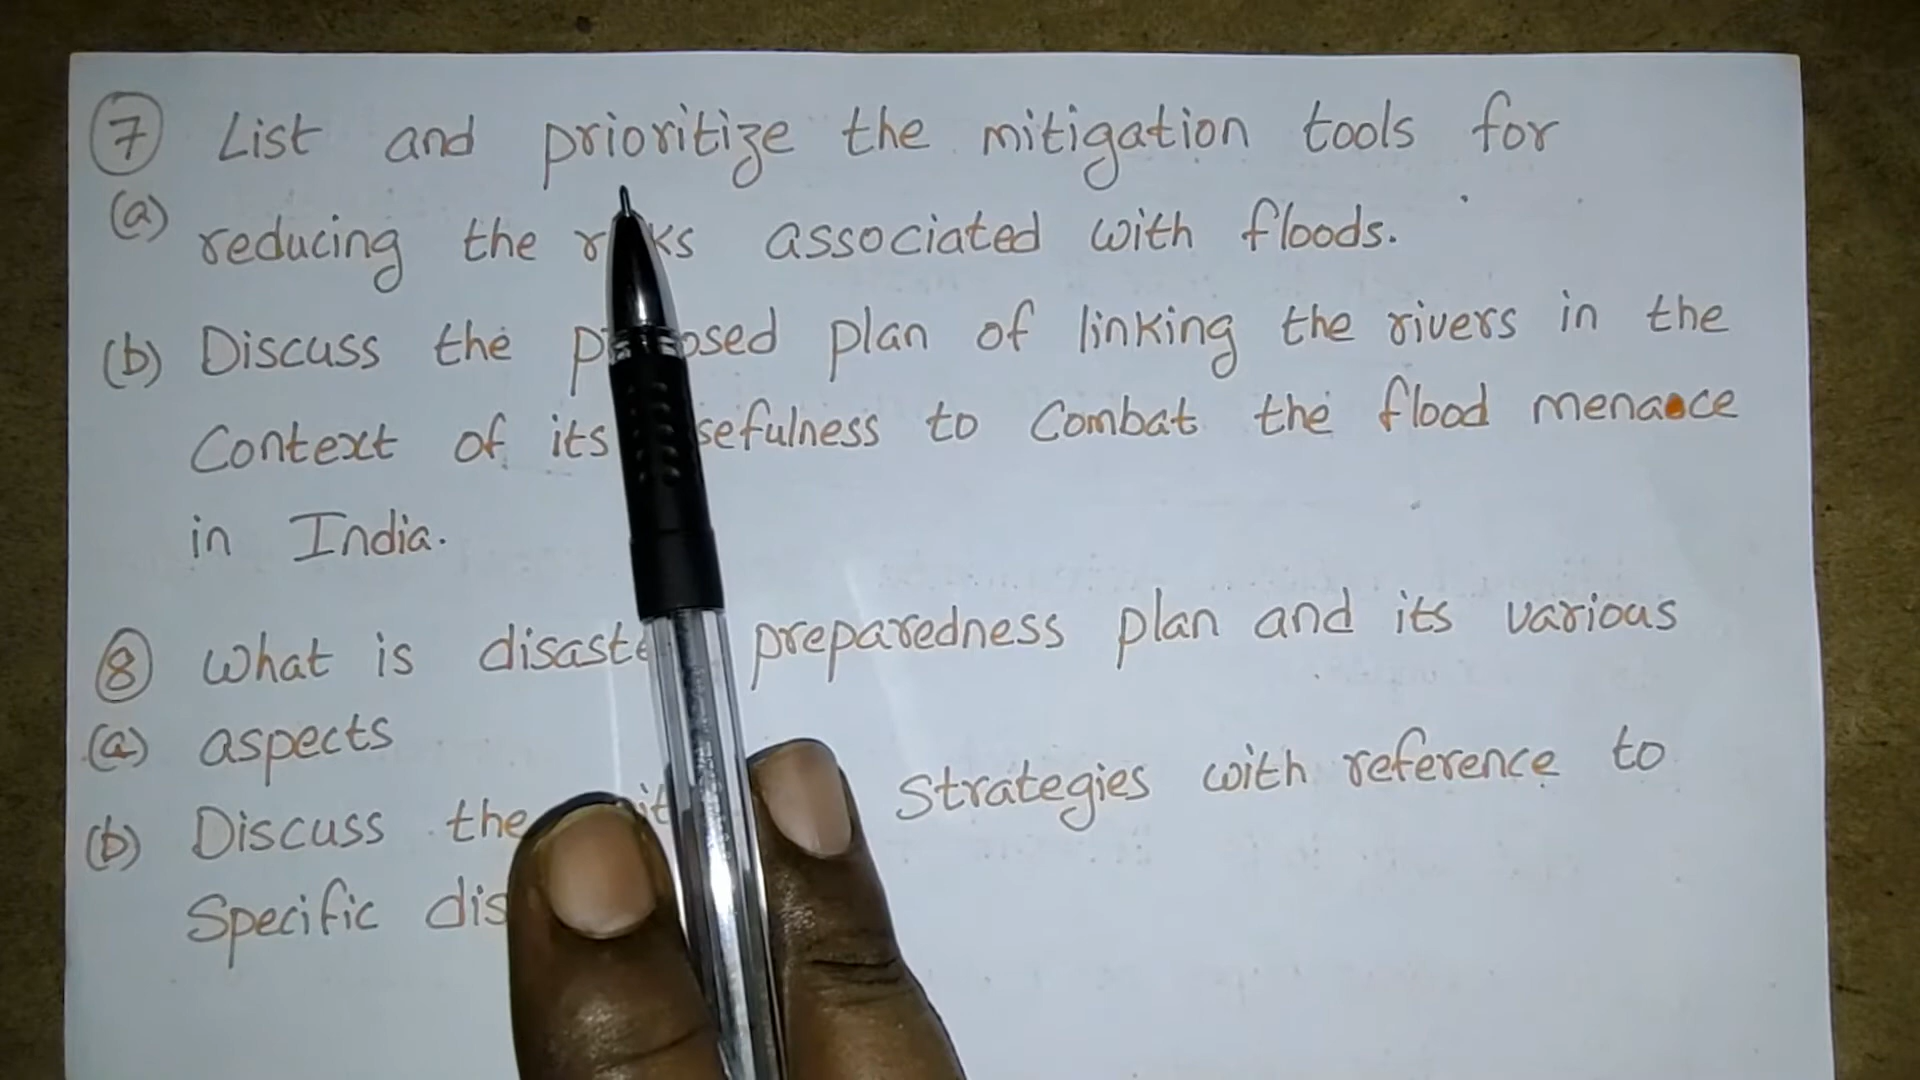 7 List and prioritize the mitigation tools for
(a) reducing the associated with floods.
(b) Discuss the plan of linking the rivers in the
Context of its to Combat the flood menaace
in India.
8 What is preparedness plan and its various
(a) aspects
(b) Discuss the Strategies with reference to
Specific